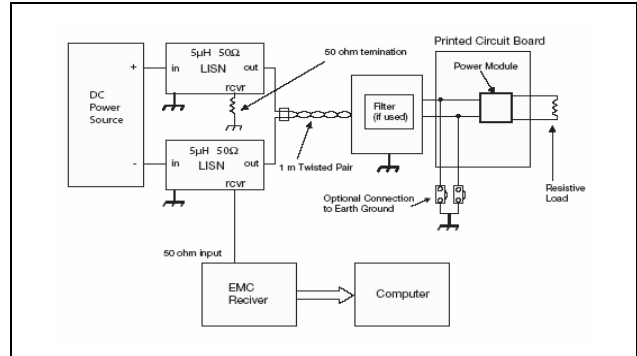 DC
Power
Source
+
-
5µH 50Ω
LISN
in
out
rcvr
50 ohm temination
5µH 50Ω
LISN
in
out
rcvr
1 m Twisted Pair
Filter
(if used)
Printed Circuit Board
Power Module
Resistive
Load
Optional Connection
to Earth Ground
50 ohm input
EMC
Reciver
Computer